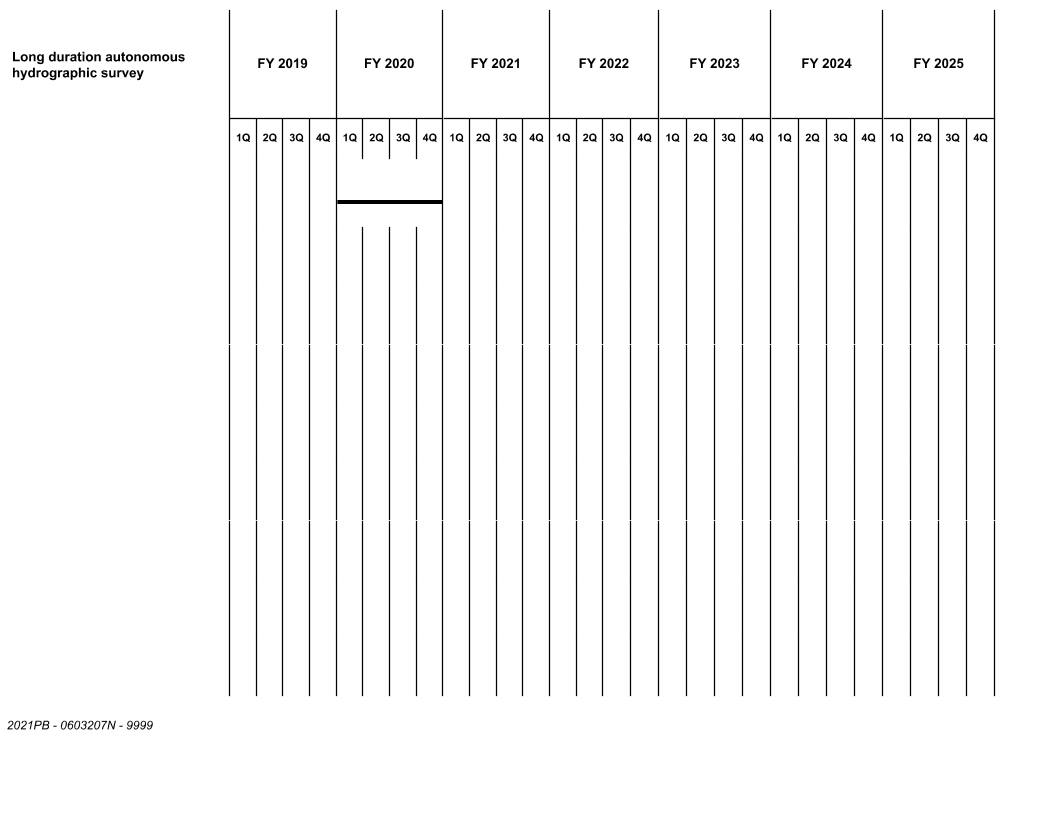 Long duration autonomous
hydrographic survey
FY 2019 FY 2020 FY 2021 FY 2022 FY 2023 FY 2024 FY 2025
1Q 2Q 3Q 4Q 1Q 2Q 3Q 4Q 1Q 2Q 3Q 4Q 1Q 2Q 3Q 4Q 1Q 2Q 3Q 4Q 1Q 2Q 3Q 4Q 1Q 2Q 3Q 4Q
2021PB - 0603207N - 9999